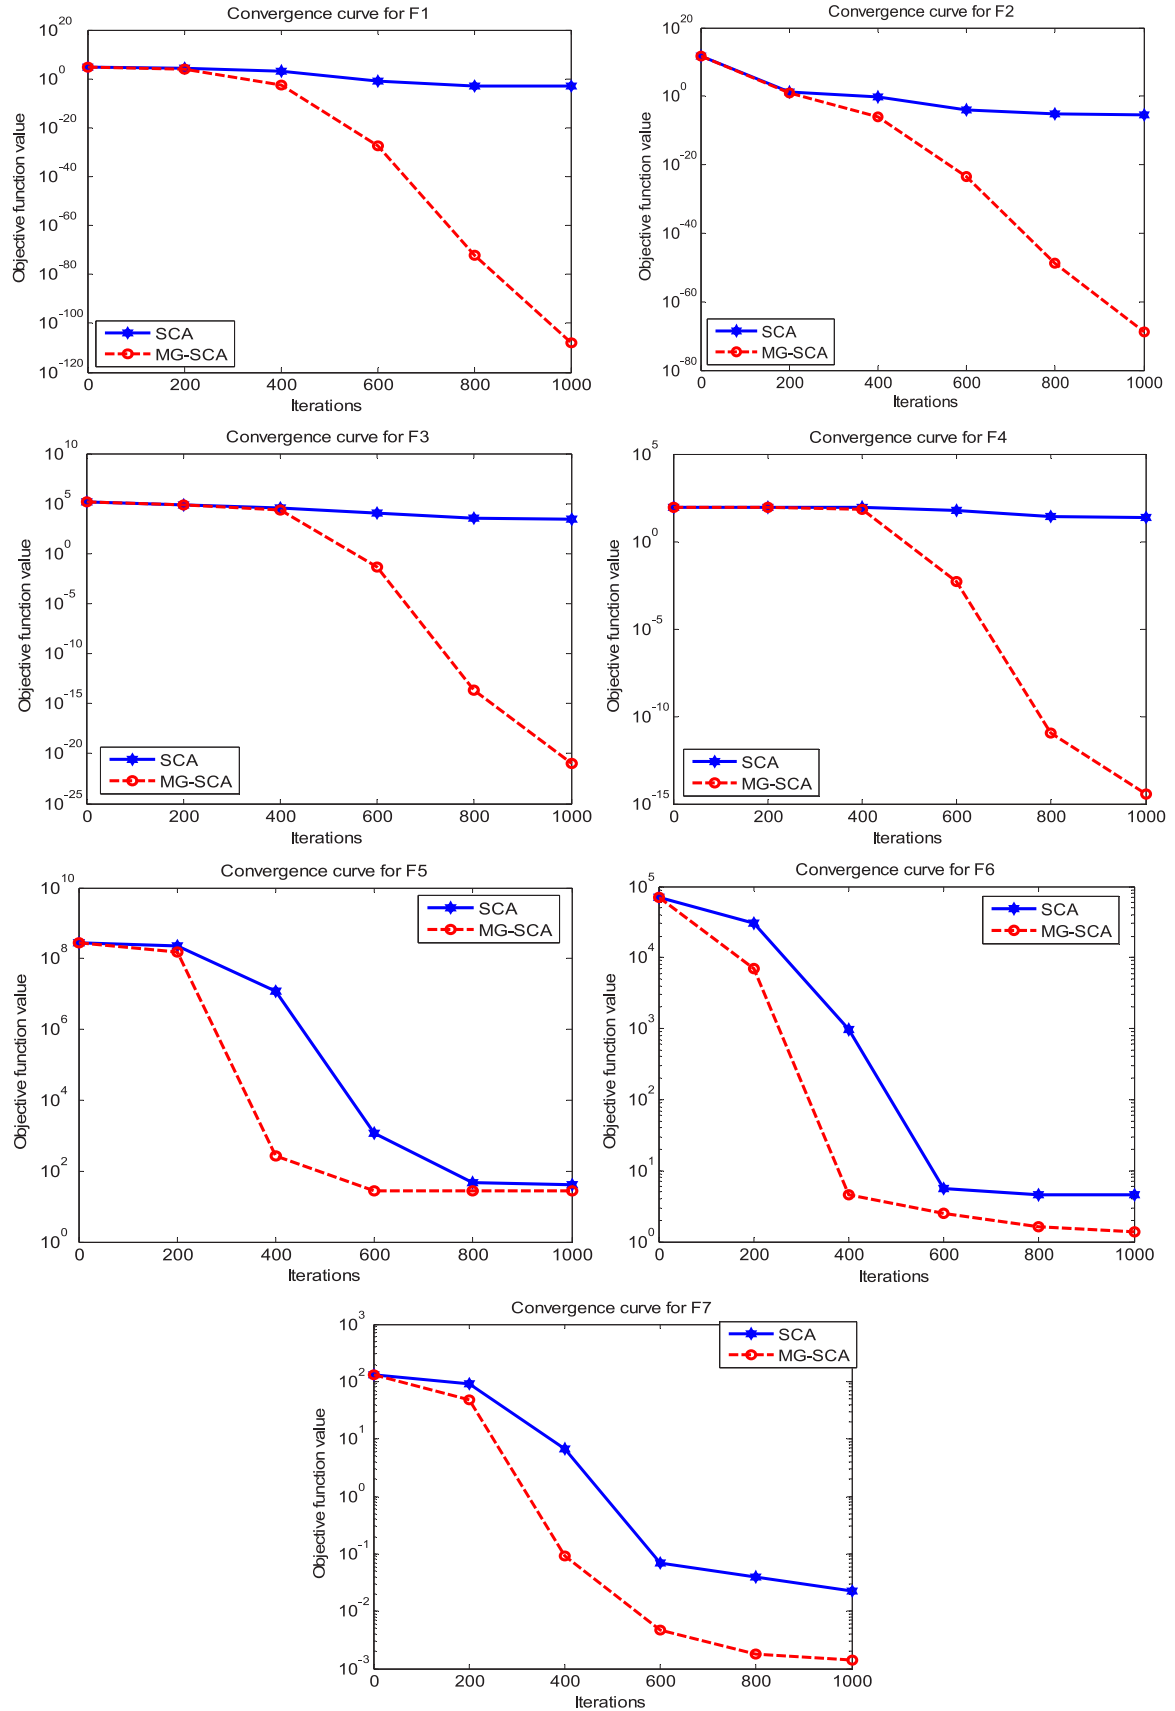 Convergence curve for F1
Objective function value
10^20
10^0
10^-20
10^-40
10^-60
10^-80
10^-100
10^-120
SCA
MG-SCA
0 200 400 600 800 1000
Iterations
Convergence curve for F2
Objective function value
10^20
10^0
10^-20
10^-40
10^-60
10^-80
SCA
MG-SCA
0 200 400 600 800 1000
Iterations
Convergence curve for F3
Objective function value
10^10
10^5
10^0
10^-5
10^-10
10^-15
10^-20
10^-25
SCA
MG-SCA
0 200 400 600 800 1000
Iterations
Convergence curve for F4
Objective function value
10^5
10^0
10^-5
10^-10
10^-15
SCA
MG-SCA
0 200 400 600 800 1000
Iterations
Convergence curve for F5
Objective function value
10^10
10^8
10^6
10^4
10^2
10^0
SCA
MG-SCA
0 200 400 600 800 1000
Iterations
Convergence curve for F6
Objective function value
10^5
10^4
10^3
10^2
10^1
10^0
SCA
MG-SCA
0 200 400 600 800 1000
Iterations
Convergence curve for F7
Objective function value
10^3
10^2
10^1
10^0
10^-1
10^-2
10^-3
SCA
MG-SCA
0 200 400 600 800 1000
Iterations